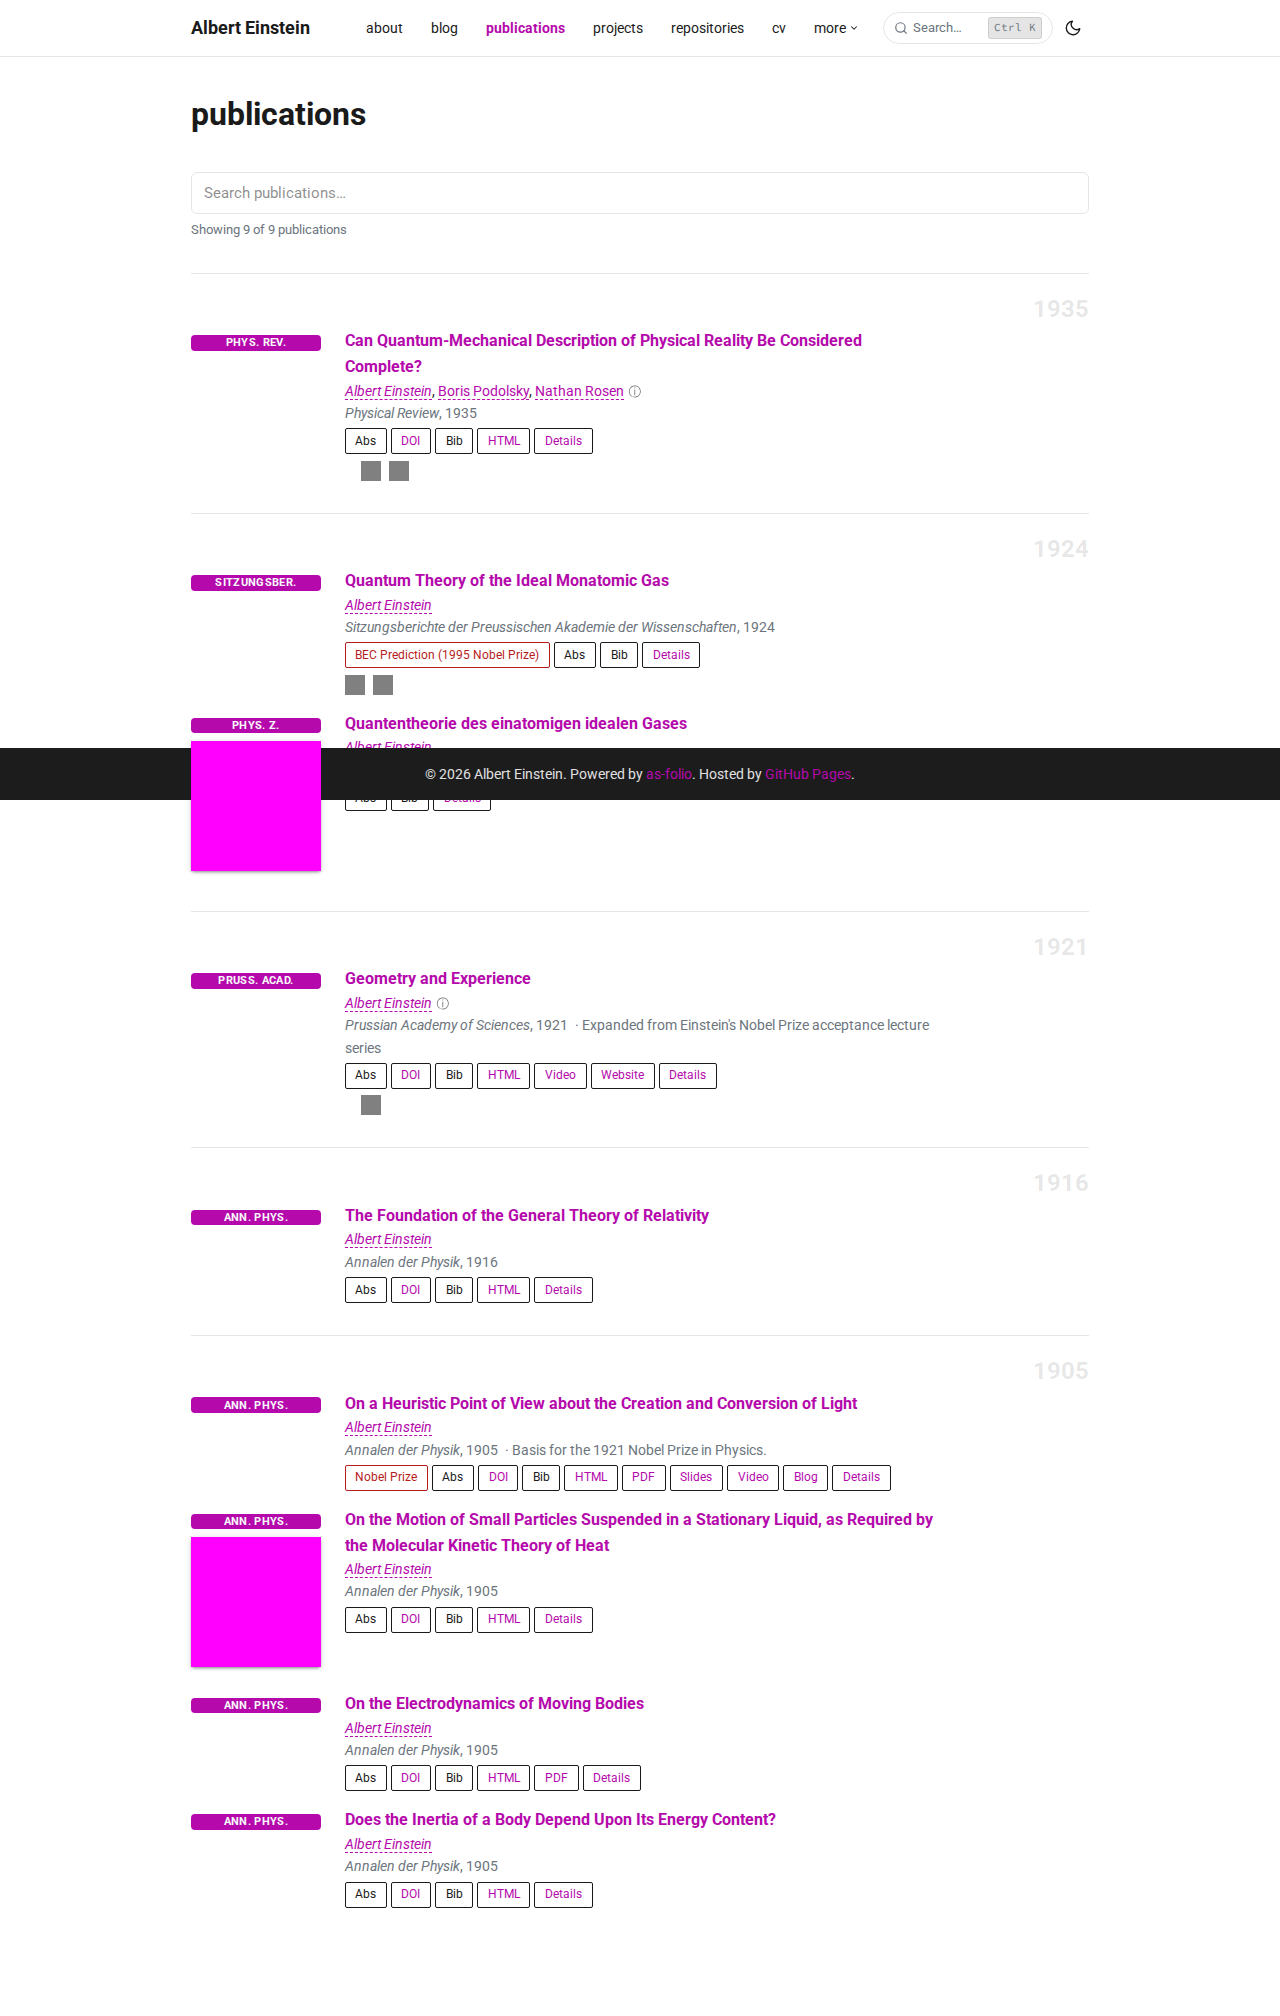 Albert Einstein about blog publications projects repositories cv more Search... Ctrl K
publications
Search publications...
Showing 9 of 9 publications
1935
PHYS. REV.
Can Quantum-Mechanical Description of Physical Reality Be Considered
Complete?
Albert Einstein, Boris Podolsky, Nathan Rosen ⓘ
Physical Review, 1935
Abs DOI Bib HTML Details
1924
SITZUNGSBER.
Quantum Theory of the Ideal Monatomic Gas
Albert Einstein
Sitzungsberichte der Preussischen Akademie der Wissenschaften, 1924
BEC Prediction (1995 Nobel Prize) Abs Bib Details
PHYS. Z.
Quantentheorie des einatomigen idealen Gases
Albert Einstein
© 2026 Albert Einstein. Powered by as-folio. Hosted by GitHub Pages.
Abs Bib Details
1921
PRUSS. ACAD.
Geometry and Experience
Albert Einstein ⓘ
Prussian Academy of Sciences, 1921 · Expanded from Einstein's Nobel Prize acceptance lecture
series
Abs DOI Bib HTML Video Website Details
1916
ANN. PHYS.
The Foundation of the General Theory of Relativity
Albert Einstein
Annalen der Physik, 1916
Abs DOI Bib HTML Details
1905
ANN. PHYS.
On a Heuristic Point of View about the Creation and Conversion of Light
Albert Einstein
Annalen der Physik, 1905 · Basis for the 1921 Nobel Prize in Physics.
Nobel Prize Abs DOI Bib HTML PDF Slides Video Blog Details
ANN. PHYS.
On the Motion of Small Particles Suspended in a Stationary Liquid, as Required by
the Molecular Kinetic Theory of Heat
Albert Einstein
Annalen der Physik, 1905
Abs DOI Bib HTML Details
ANN. PHYS.
On the Electrodynamics of Moving Bodies
Albert Einstein
Annalen der Physik, 1905
Abs DOI Bib HTML PDF Details
ANN. PHYS.
Does the Inertia of a Body Depend Upon Its Energy Content?
Albert Einstein
Annalen der Physik, 1905
Abs DOI Bib HTML Details